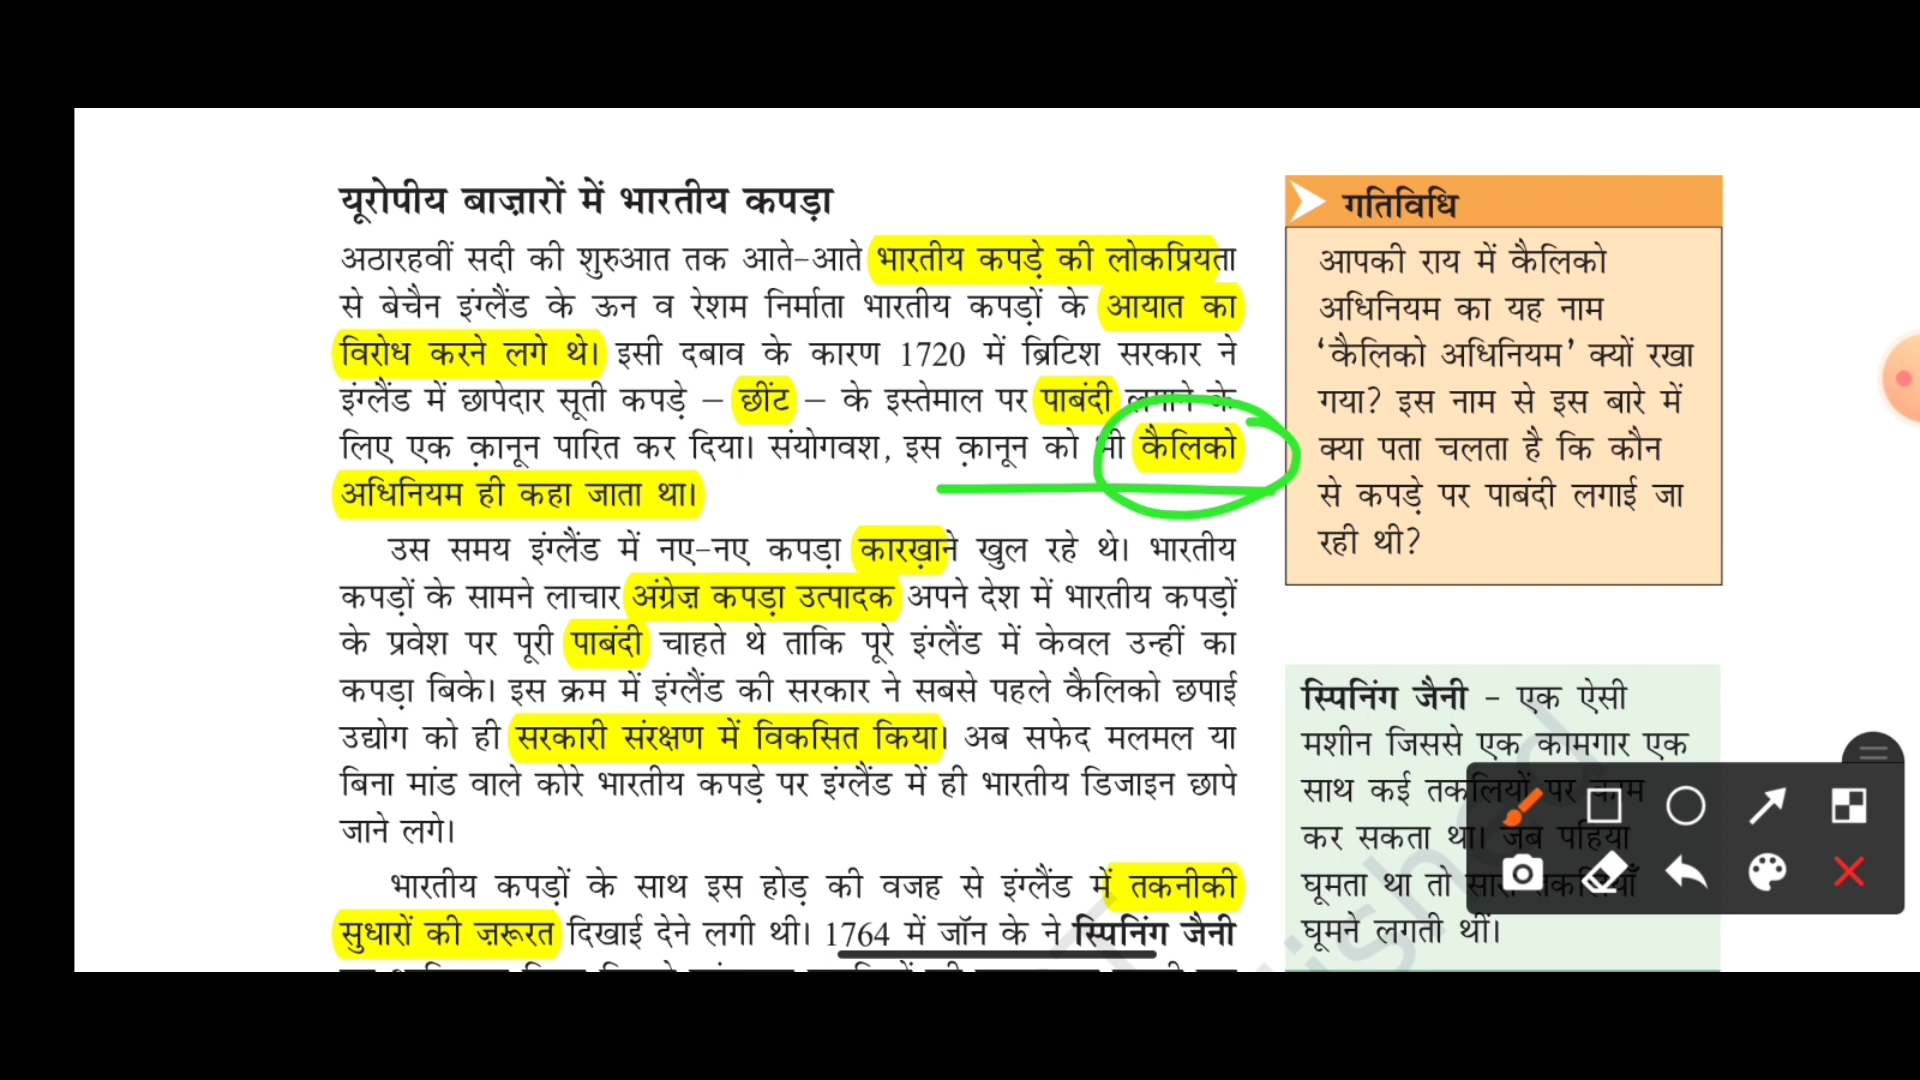 यूरोपीय बाज़ारों में भारतीय कपड़ा
अठारहवीं सदी की शुरुआत तक आते-आते भारतीय कपड़े की लोकप्रियता
से बेचैन इंग्लैंड के ऊन व रेशम निर्माता भारतीय कपड़ों के आयात का
विरोध करने लगे थे। इसी दबाव के कारण 1720 में ब्रिटिश सरकार ने
इंग्लैंड में छापेदार सूती कपड़े – छींट – के इस्तेमाल पर पाबंदी लगाने के
लिए एक क़ानून पारित कर दिया। संयोगवश, इस क़ानून को भी कैलिको
अधिनियम ही कहा जाता था।
उस समय इंग्लैंड में नए-नए कपड़ा कारख़ाने खुल रहे थे। भारतीय
कपड़ों के सामने लाचार अंग्रेज़ कपड़ा उत्पादक अपने देश में भारतीय कपड़ों
के प्रवेश पर पूरी पाबंदी चाहते थे ताकि पूरे इंग्लैंड में केवल उन्हीं का
कपड़ा बिके। इस क्रम में इंग्लैंड की सरकार ने सबसे पहले कैलिको छपाई
उद्योग को ही सरकारी संरक्षण में विकसित किया। अब सफेद मलमल या
बिना मांड वाले कोरे भारतीय कपड़े पर इंग्लैंड में ही भारतीय डिजाइन छापे
जाने लगे।
भारतीय कपड़ों के साथ इस होड़ की वजह से इंग्लैंड में तकनीकी
सुधारों की ज़रूरत दिखाई देने लगी थी। 1764 में जॉन के ने स्पिनिंग जैनी
गतिविधि
आपकी राय में कैलिको
अधिनियम का यह नाम
‘कैलिको अधिनियम’ क्यों रखा
गया? इस नाम से इस बारे में
क्या पता चलता है कि कौन
से कपड़े पर पाबंदी लगाई जा
रही थी?
स्पिनिंग जैनी – एक ऐसी
मशीन जिससे एक कामगार एक
साथ कई तकलियों पर काम
कर सकता था। जब पहिया
घूमता था तो सारी तकलियाँ
घूमने लगती थीं।